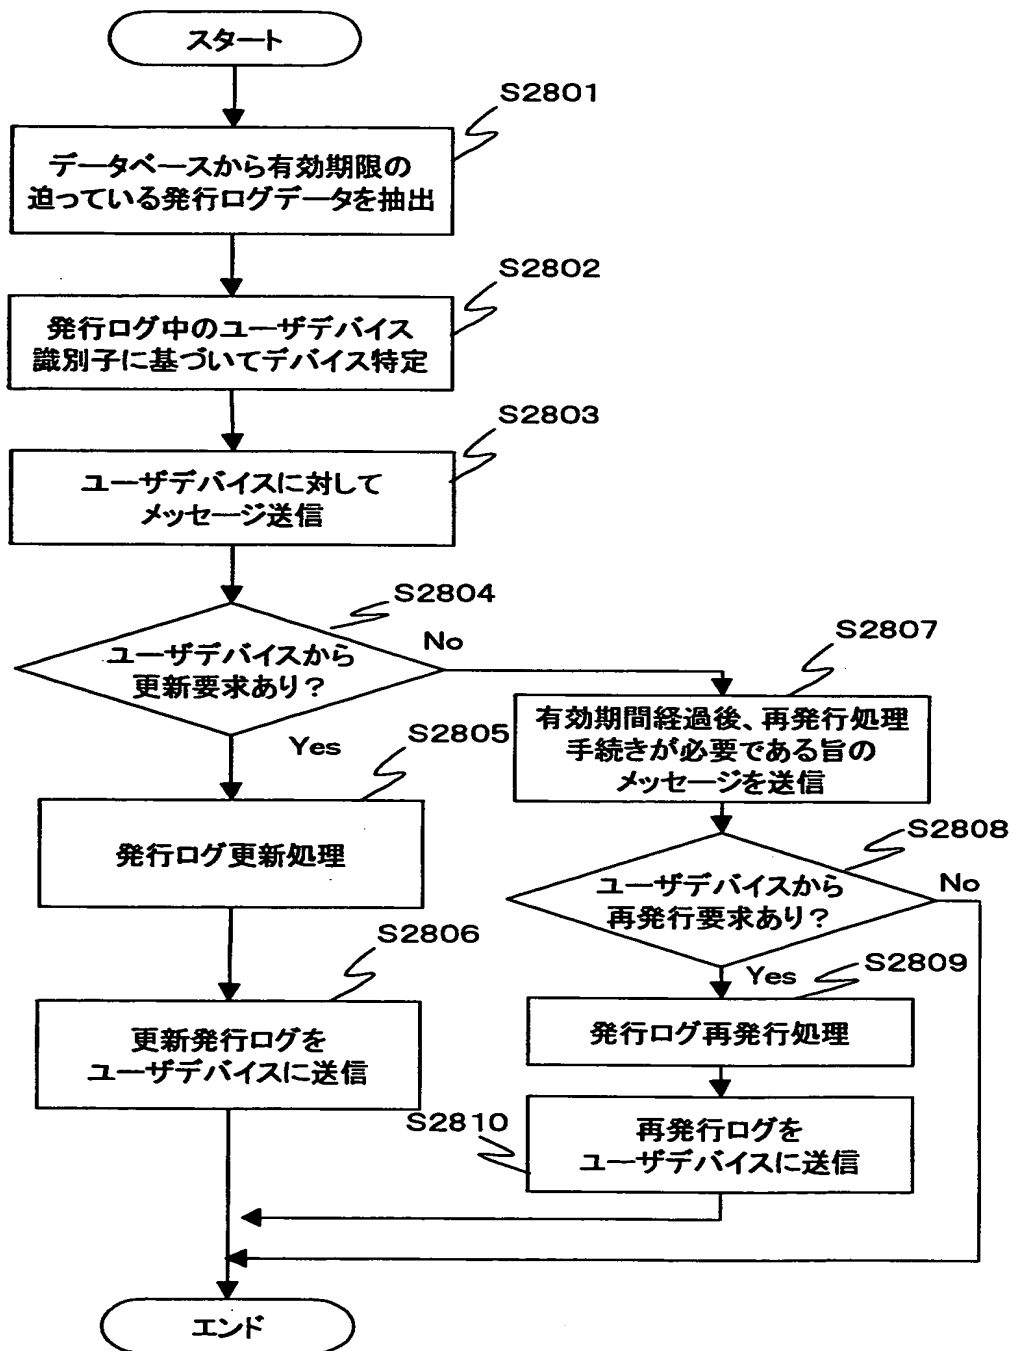 スタート
S2801
データベースから有効期限の
迫っている発行ログデータを抽出
S2802
発行ログ中のユーザデバイス
識別子に基づいてデバイス特定
S2803
ユーザデバイスに対して
メッセージ送信
S2804
ユーザデバイスから
更新要求あり?
No
Yes
S2805
発行ログ更新処理
S2806
更新発行ログを
ユーザデバイスに送信
S2807
有効期間経過後、再発行処理
手続きが必要である旨の
メッセージを送信
S2808
ユーザデバイスから
再発行要求あり?
No
Yes
S2809
発行ログ再発行処理
S2810
再発行ログを
ユーザデバイスに送信
エンド